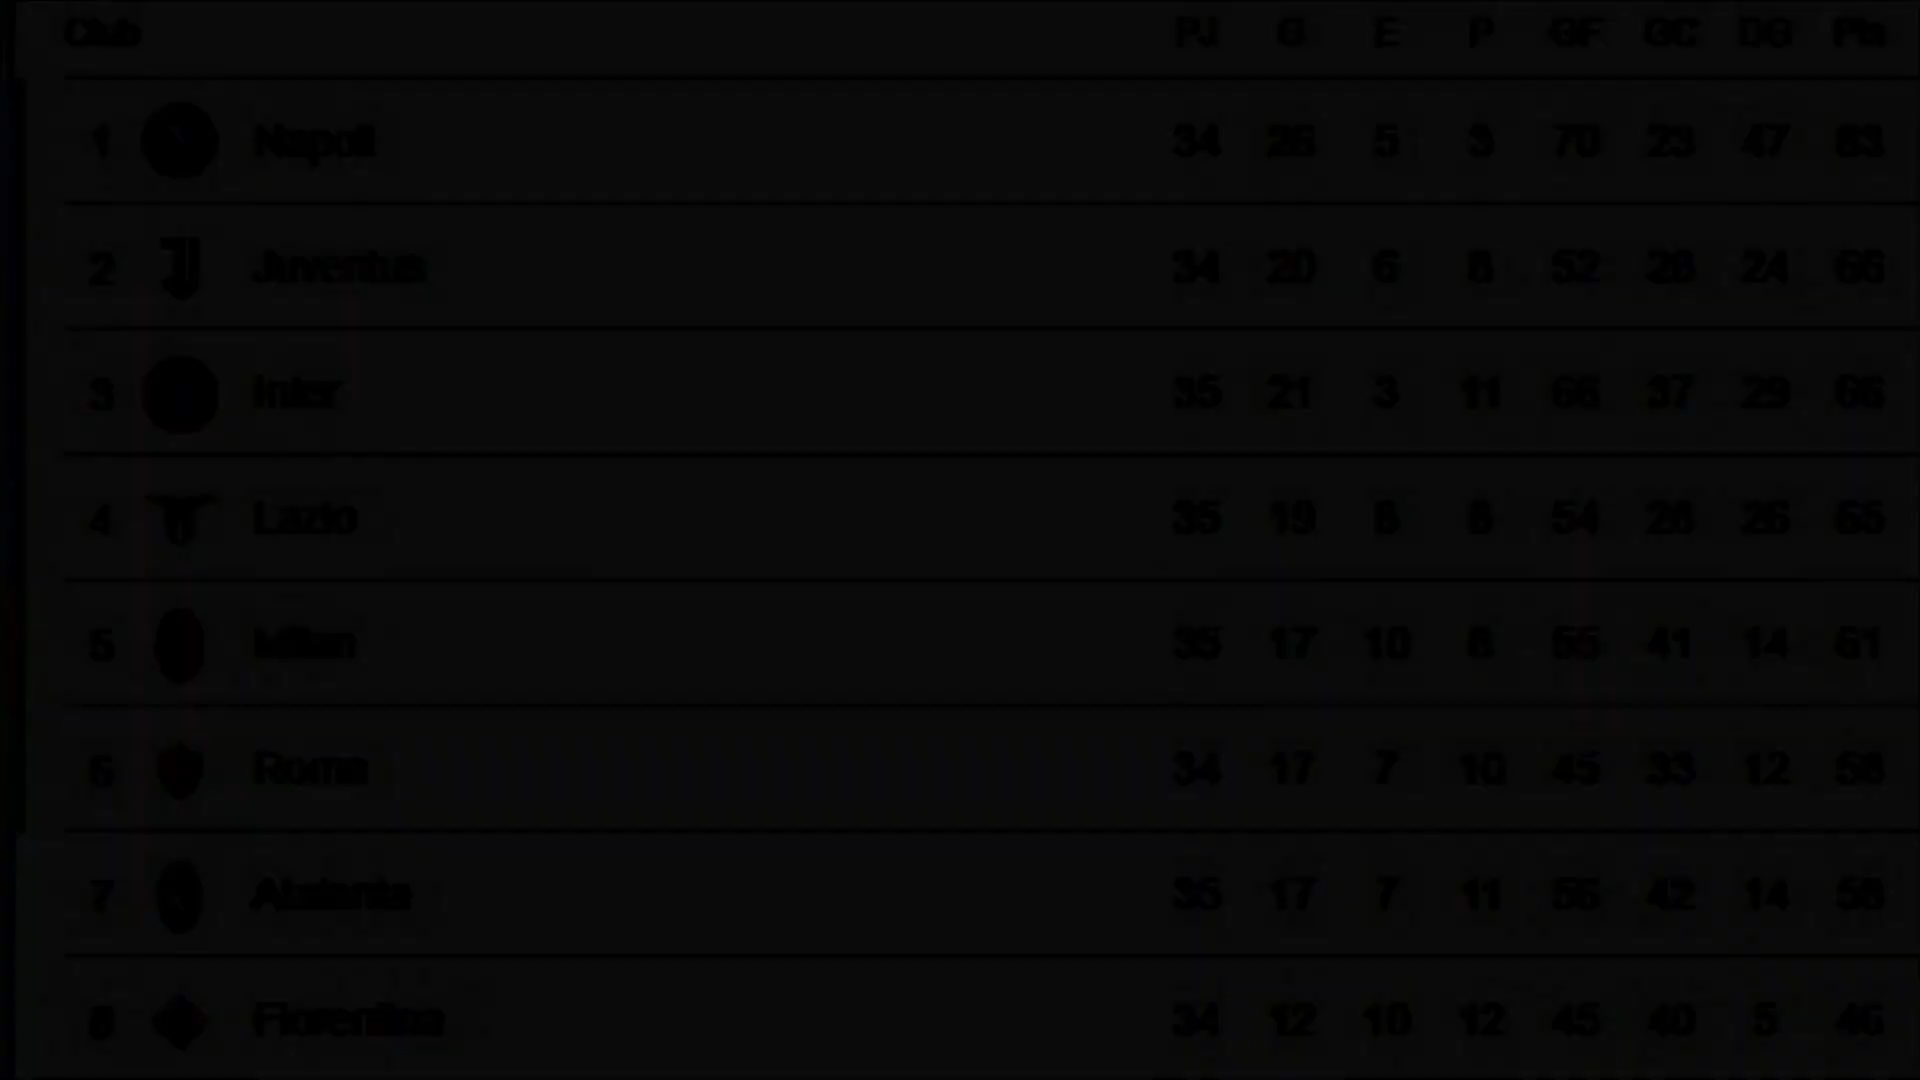 Club PJ G E P GF GC DG Pts
1 Napoli 34 26 5 3 70 23 47 83
2 Juventus 34 20 6 8 52 28 24 66
3 Inter 35 21 3 11 66 37 29 66
4 Lazio 35 19 8 8 54 28 26 65
5 Milan 35 17 10 8 55 41 14 61
6 Roma 34 17 7 10 45 33 12 58
7 Atalanta 35 17 7 11 56 42 14 58
8 Fiorentina 34 12 10 12 45 40 5 46